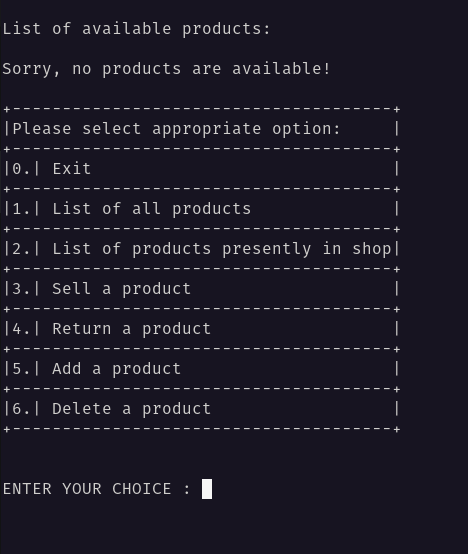 List of available products:
Sorry, no products are available!
+--------------------------------------+
|Please select appropriate option:     |
+--------------------------------------+
|0.| Exit                              |
+--------------------------------------+
|1.| List of all products              |
+--------------------------------------+
|2.| List of products presently in shop|
+--------------------------------------+
|3.| Sell a product                    |
+--------------------------------------+
|4.| Return a product                  |
+--------------------------------------+
|5.| Add a product                     |
+--------------------------------------+
|6.| Delete a product                  |
+--------------------------------------+
ENTER YOUR CHOICE :